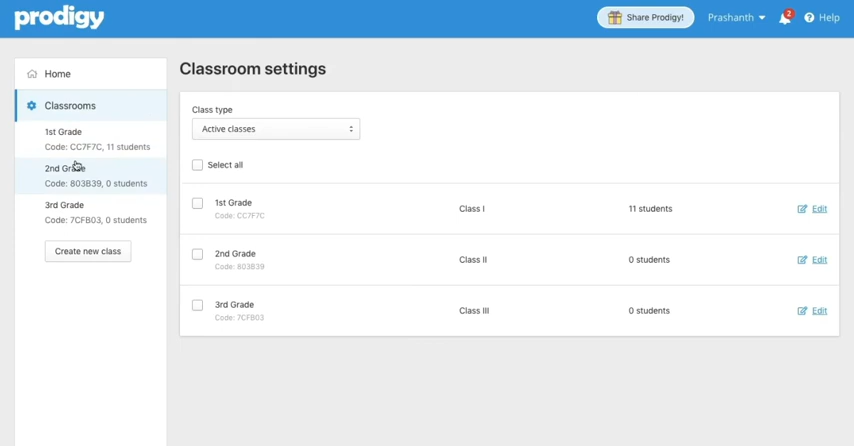 prodigy
Share Prodigy!
Prashanth
2
Help
Home
Classrooms
1st Grade
Code: CC7F7C, 11 students
2nd Grade
Code: 803B39, 0 students
3rd Grade
Code: 7CFB03, 0 students
Create new class
Classroom settings
Class type
Active classes
Select all
1st Grade
Code: CC7F7C
Class I
11 students
Edit
2nd Grade
Code: 803B39
Class II
0 students
Edit
3rd Grade
Code: 7CFB03
Class III
0 students
Edit